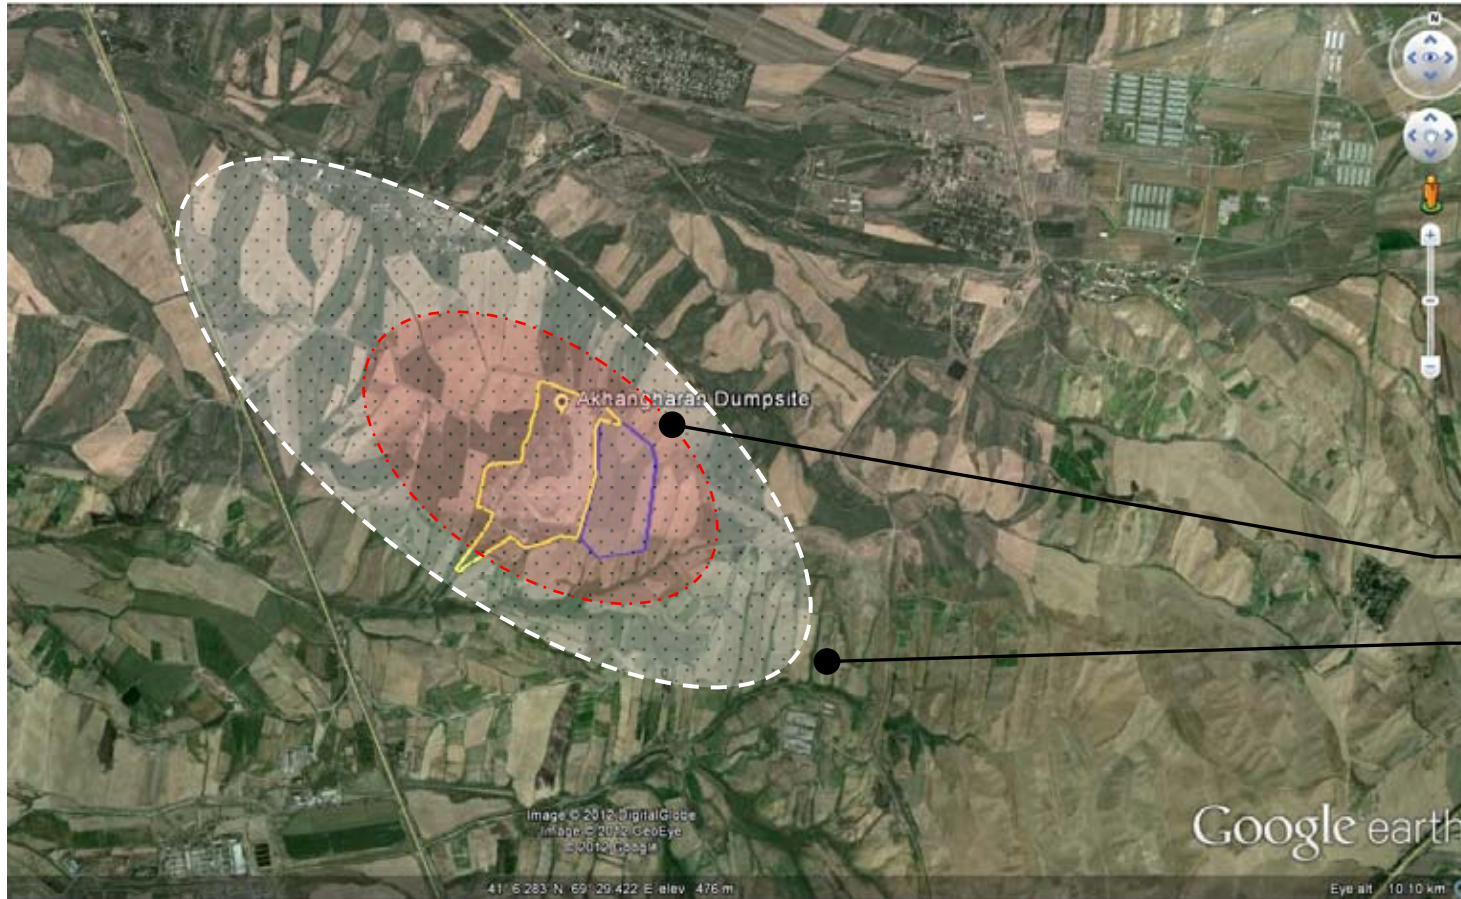 N
Akhangharan Dumpsite
Image © 2012 DigitalGlobe
Image © 2012 GeoEye
© 2012 Google
Google earth
41° 6.283' N 69° 29.422' E elev 476 m
Eye alt 10.10 km